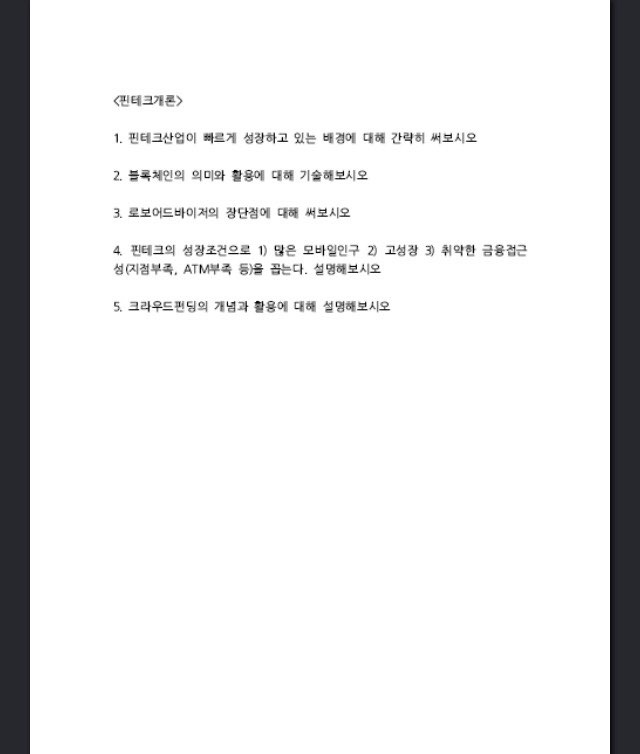 <핀테크개론>
1. 핀테크산업이 빠르게 성장하고 있는 배경에 대해 간략히 써보시오
2. 블록체인의 의미와 활용에 대해 기술해보시오
3. 로보어드바이저의 장단점에 대해 써보시오
4. 핀테크의 성장조건으로 1) 많은 모바일인구 2) 고성장 3) 취약한 금융접근
성(지점부족, ATM부족 등)을 꼽는다. 설명해보시오
5. 크라우드펀딩의 개념과 활용에 대해 설명해보시오